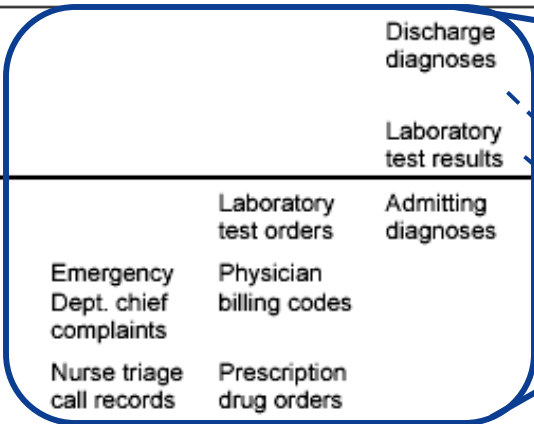 Discharge
diagnoses
Laboratory
test results
Laboratory
test orders
Admitting
diagnoses
Emergency
Dept. chief
complaints
Physician
billing codes
Nurse triage
call records
Prescription
drug orders